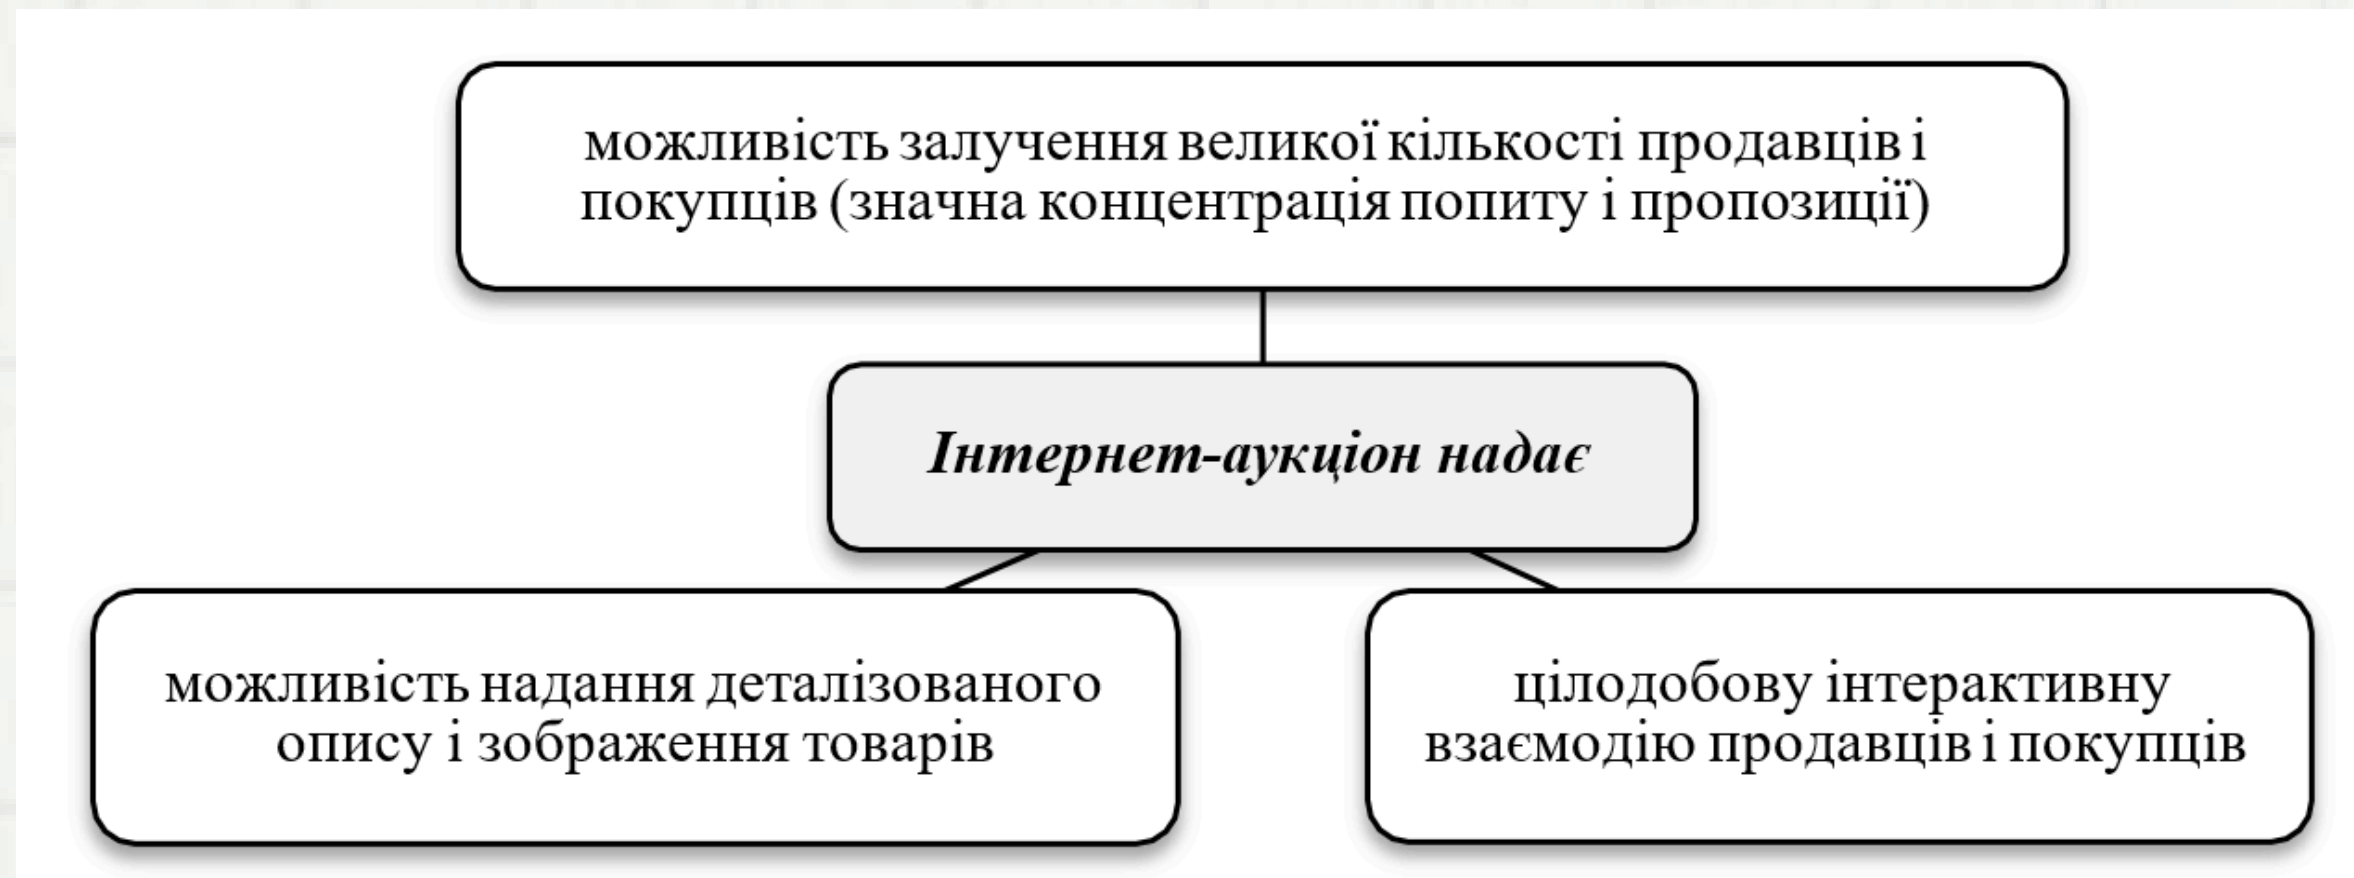 можливість залучення великої кількості продавців і
покупців (значна концентрація попиту і пропозиції)
Інтернет-аукціон надає
можливість надання деталізованого
опису і зображення товарів
цілодобову інтерактивну
взаємодію продавців і покупців